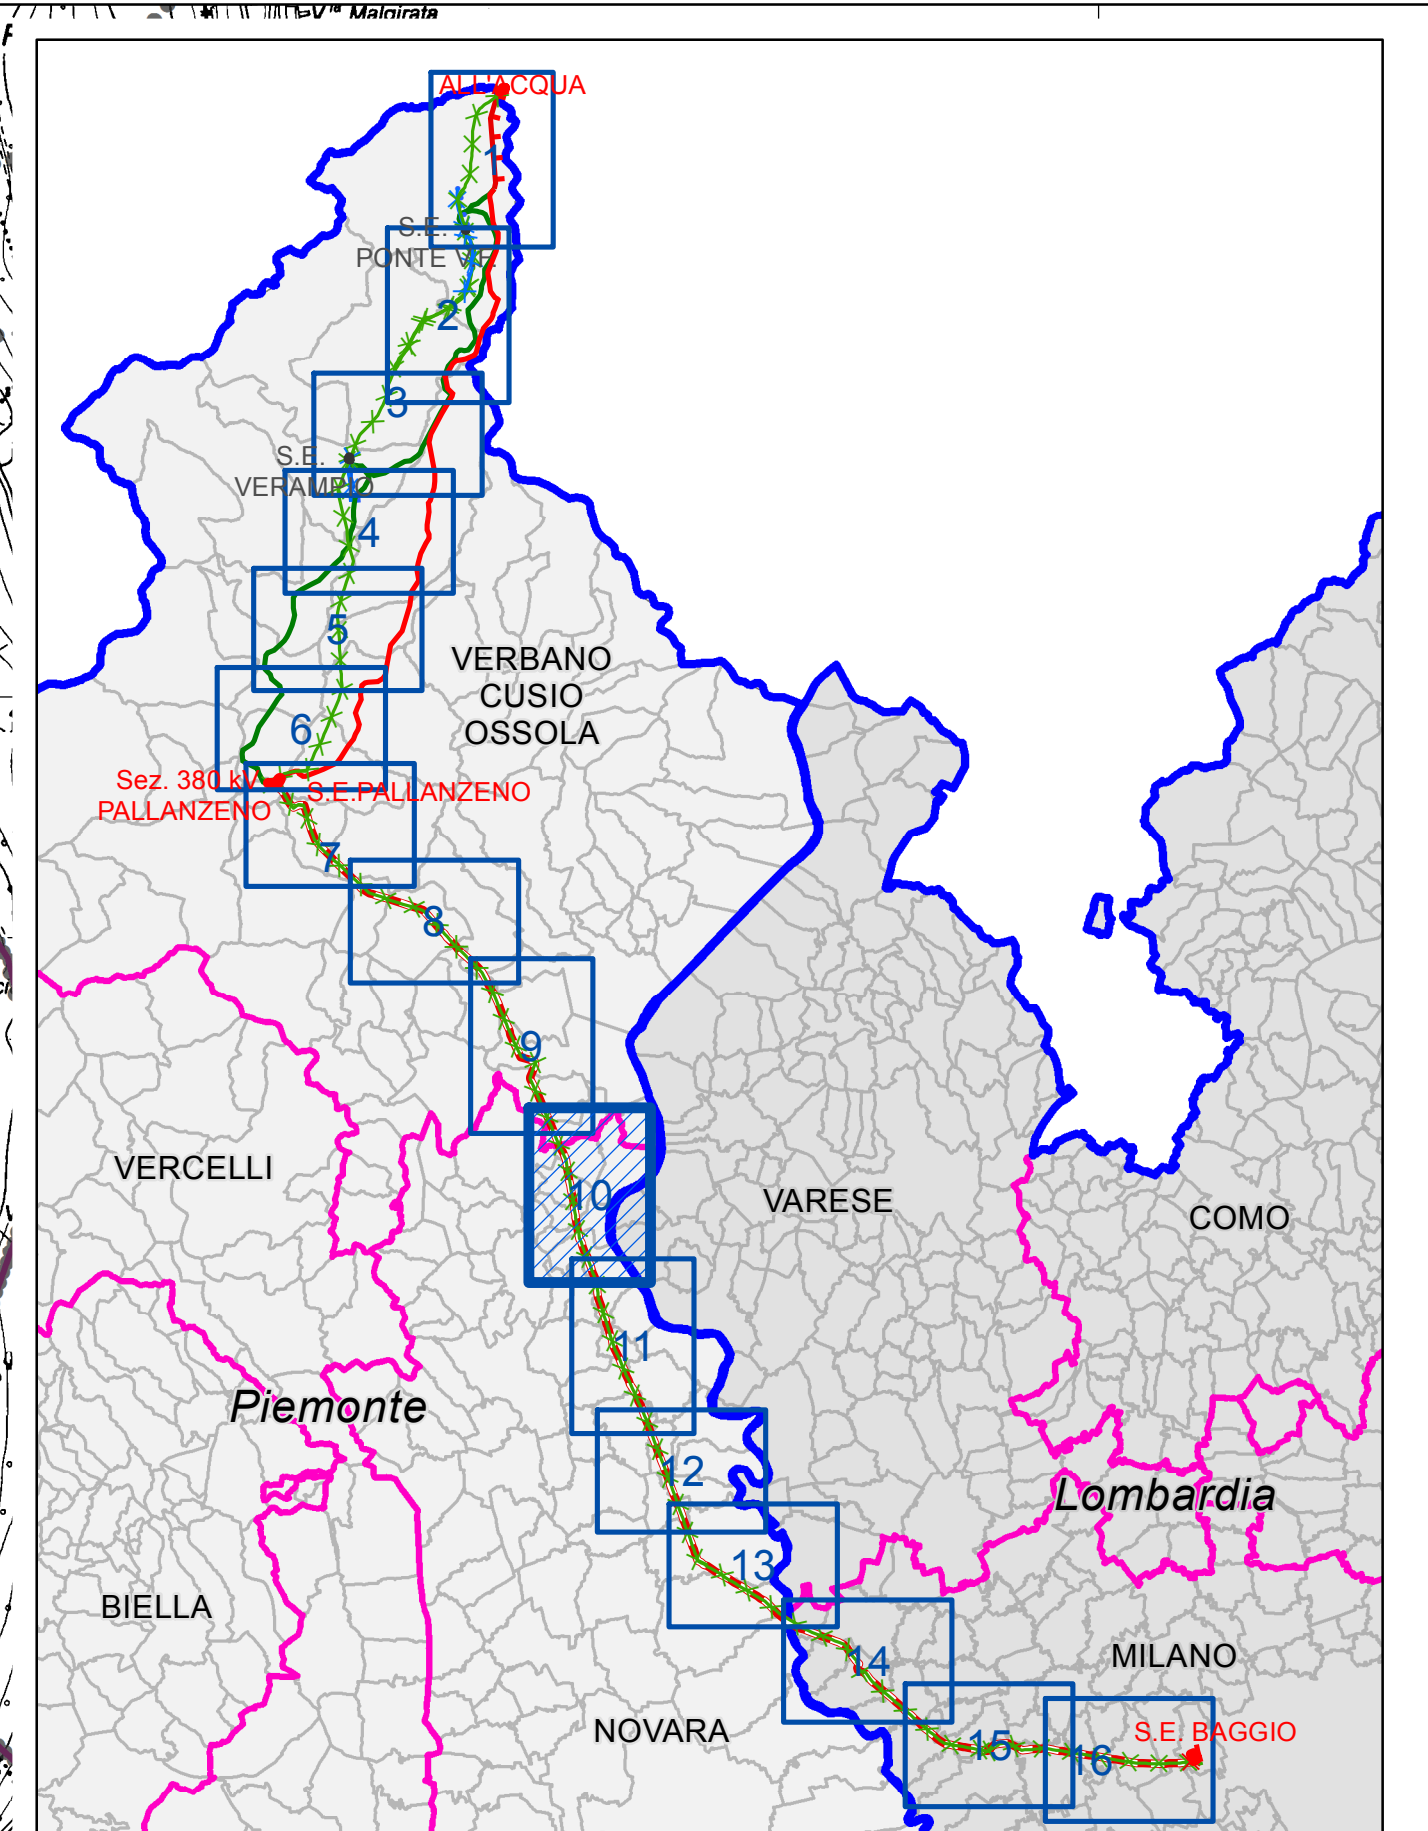 V.la Malgirata
ALL'ACQUA
1
S.E.
PONTE V.F.
2
3
S.E.
VERAMPIO
4
5
VERBANO
CUSIO
OSSOLA
6
Sez. 380 kV
PALLANZENO
S.E.PALLANZENO
7
8
9
VERCELLI
10
VARESE
COMO
11
Piemonte
12
Lombardia
13
BIELLA
14
MILANO
NOVARA
S.E. BAGGIO
15
16